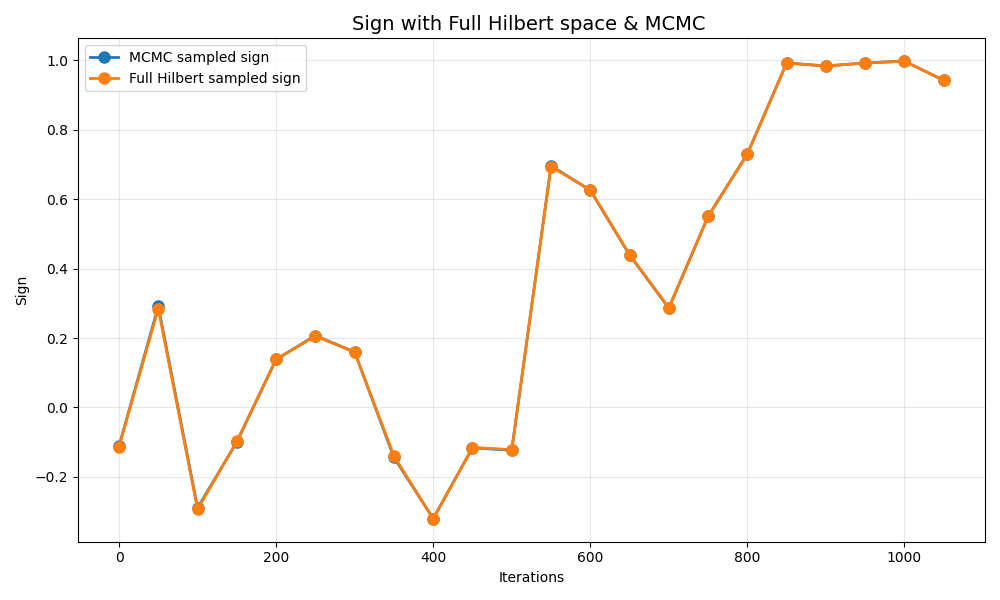 Sign with Full Hilbert space & MCMC
MCMC sampled sign
Full Hilbert sampled sign
1.0
0.8
0.6
0.4
0.2
0.0
−0.2
Sign
0 200 400 600 800 1000
Iterations